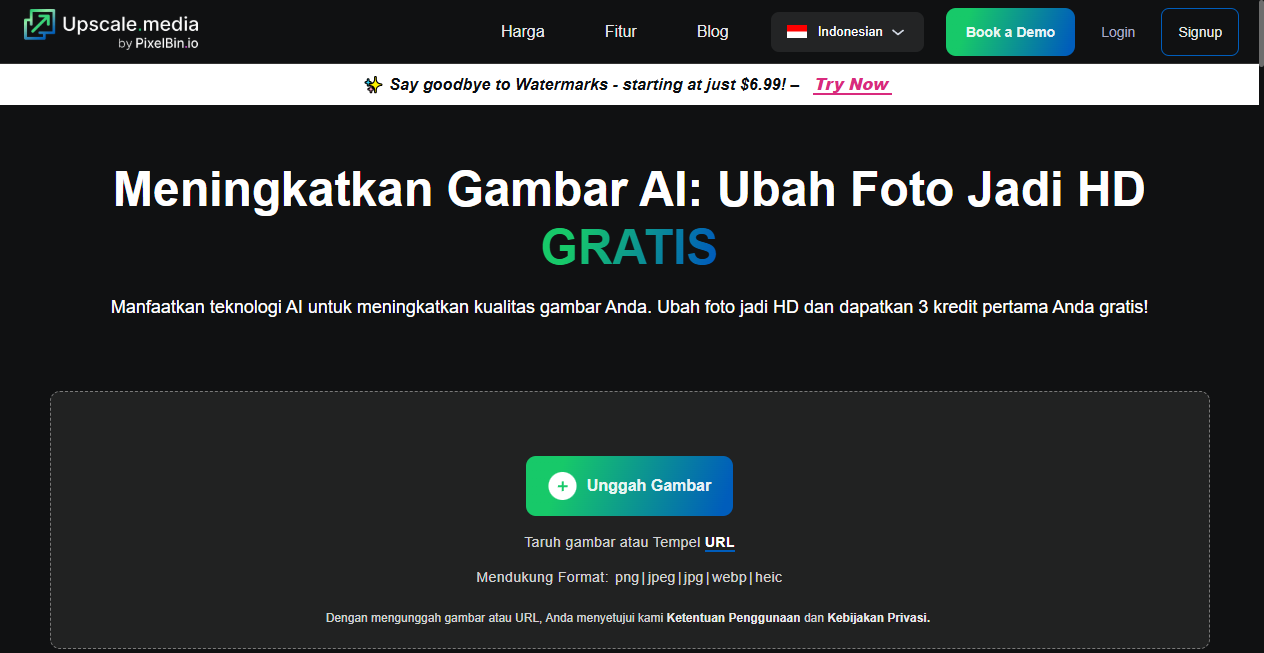 Upscale.media
by PixelBin.io
Harga
Fitur
Blog
Indonesian
Book a Demo
Login
Signup
Say goodbye to Watermarks - starting at just $6.99! – Try Now
Meningkatkan Gambar AI: Ubah Foto Jadi HD
GRATIS
Manfaatkan teknologi AI untuk meningkatkan kualitas gambar Anda. Ubah foto jadi HD dan dapatkan 3 kredit pertama Anda gratis!
Unggah Gambar
Taruh gambar atau Tempel URL
Mendukung Format: png|jpeg|jpg|webp|heic
Dengan mengunggah gambar atau URL, Anda menyetujui kami Ketentuan Penggunaan dan Kebijakan Privasi.